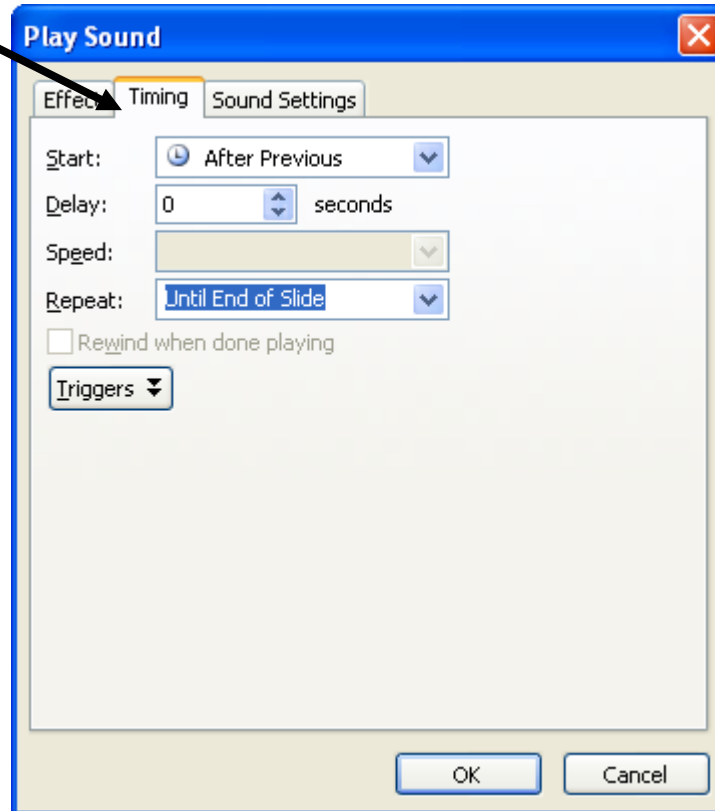 Play Sound
Effect Timing Sound Settings
Start: After Previous
Delay: 0 seconds
Speed:
Repeat: Until End of Slide
Rewind when done playing
Triggers
OK Cancel